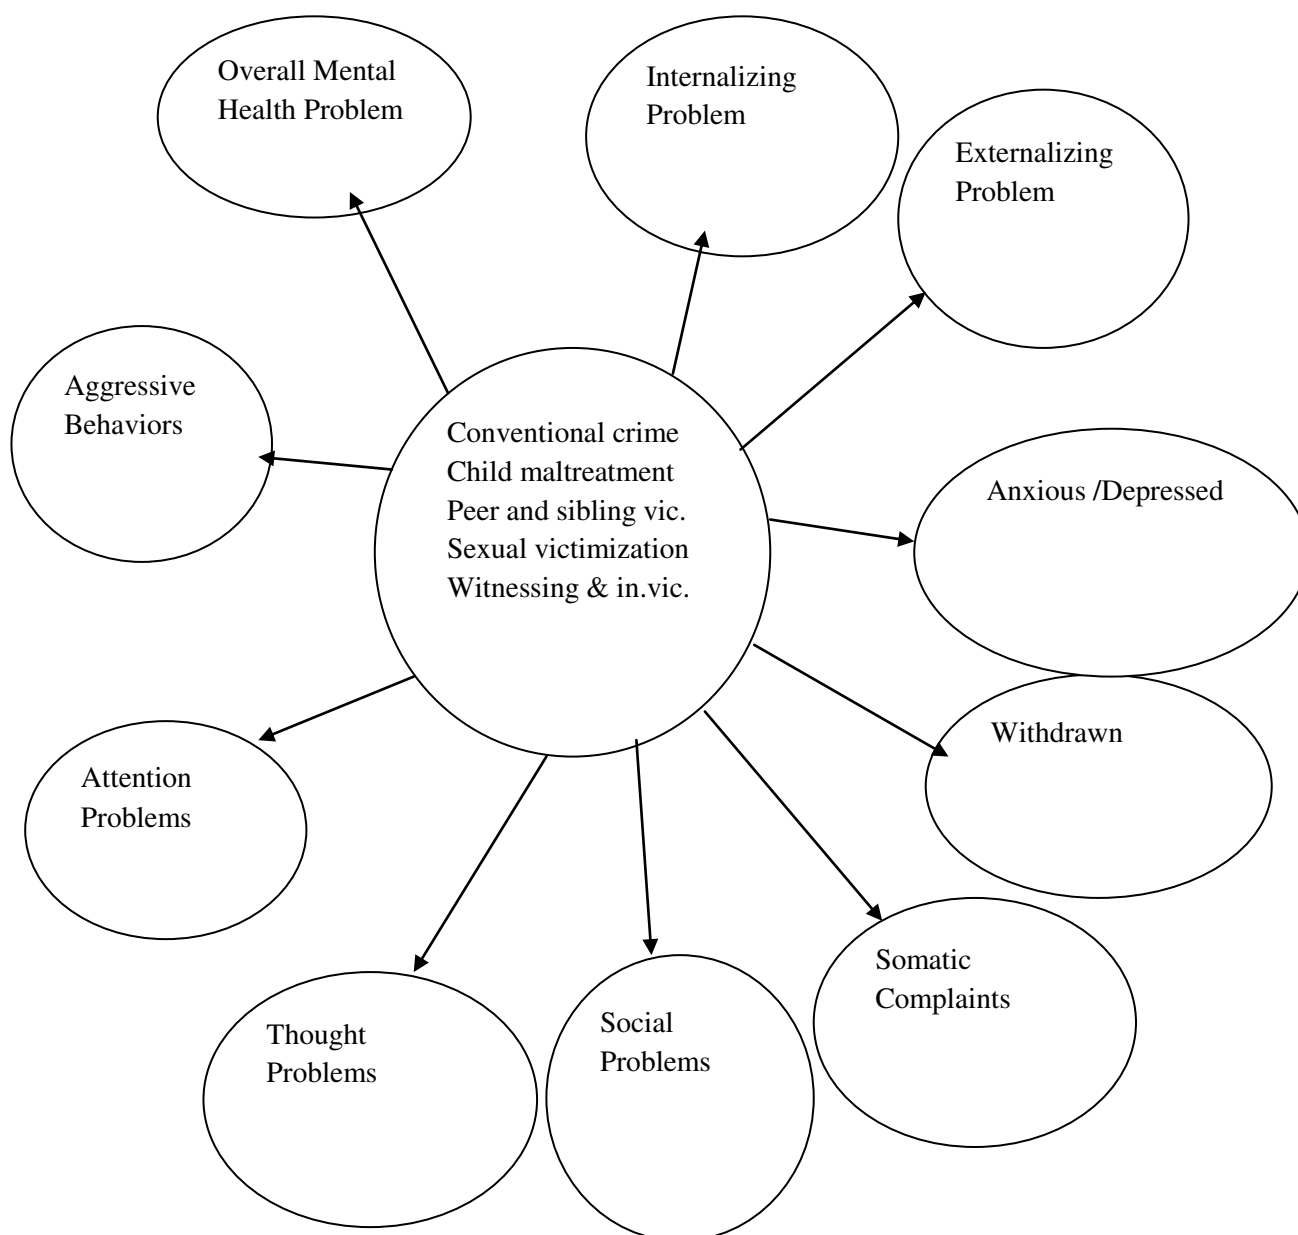 Overall Mental
Health Problem
Internalizing
Problem
Externalizing
Problem
Aggressive
Behaviors
Conventional crime
Child maltreatment
Peer and sibling vic.
Sexual victimization
Witnessing & in.vic.
Anxious /Depressed
Withdrawn
Attention
Problems
Somatic
Complaints
Thought
Problems
Social
Problems